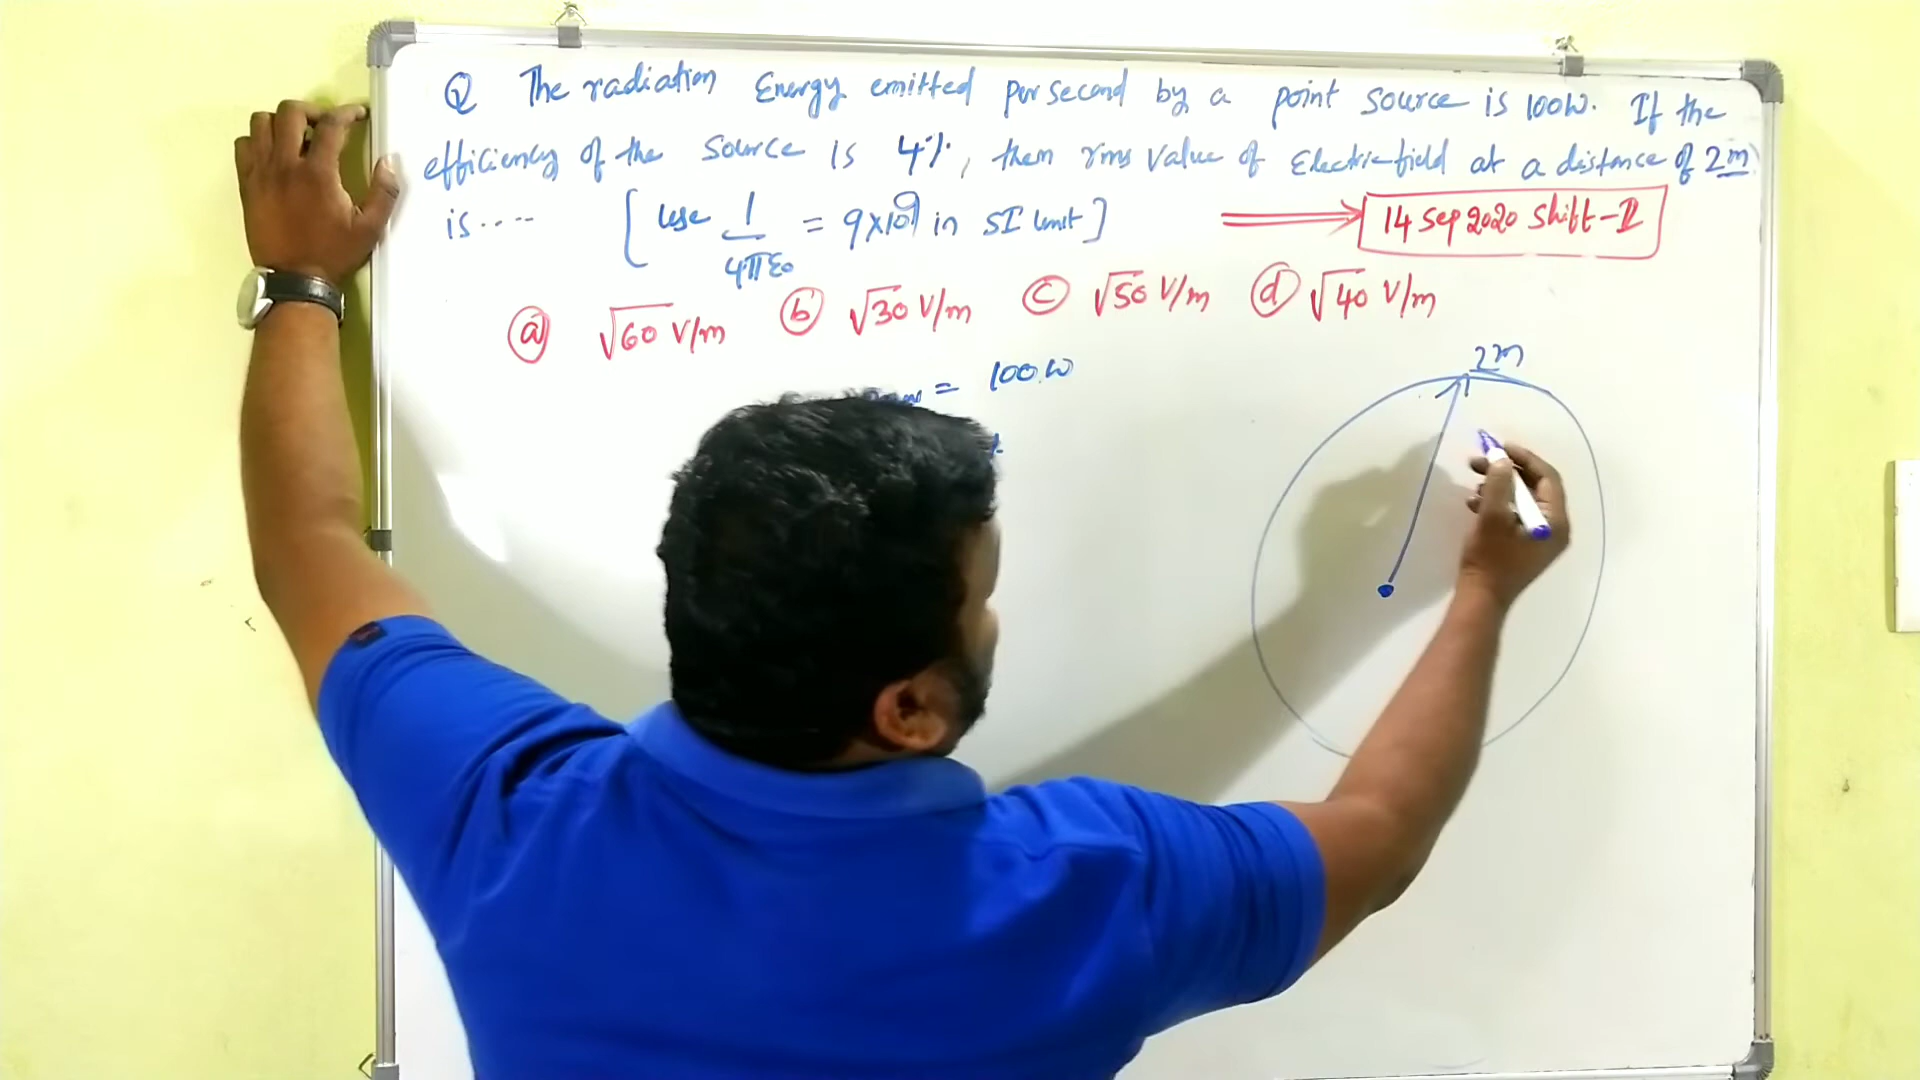 Q The radiation Energy emitted per second by a point source is 100W. If the
efficiency of the source is 4%, then rms value of Electric field at a distance of 2m
is.... [use 1/4πε₀ = 9×10⁹ in SI unit] ⟹ 14 Sep 2020 Shift-II
(a) √60 V/m (b) √30 V/m (c) √50 V/m (d) √40 V/m
= 100W
2m